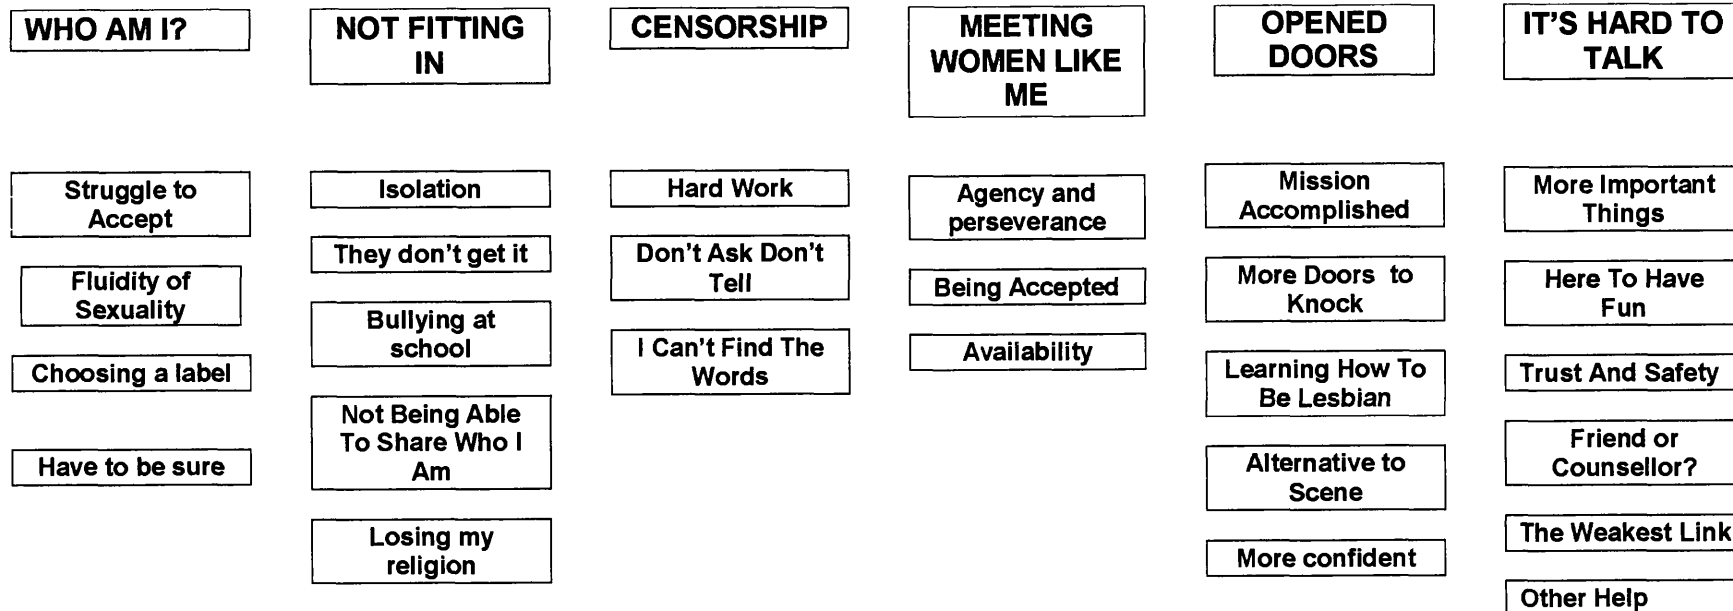 WHO AM I?
Struggle to
Accept
Fluidity of
Sexuality
Choosing a label
Have to be sure
NOT FITTING
IN
Isolation
They don't get it
Bullying at
school
Not Being Able
To Share Who I
Am
Losing my
religion
CENSORSHIP
Hard Work
Don't Ask Don't
Tell
I Can't Find The
Words
MEETING
WOMEN LIKE
ME
Agency and
perseverance
Being Accepted
Availability
OPENED
DOORS
Mission
Accomplished
More Doors to
Knock
Learning How To
Be Lesbian
Alternative to
Scene
More confident
IT'S HARD TO
TALK
More Important
Things
Here To Have
Fun
Trust And Safety
Friend or
Counsellor?
The Weakest Link
Other Help